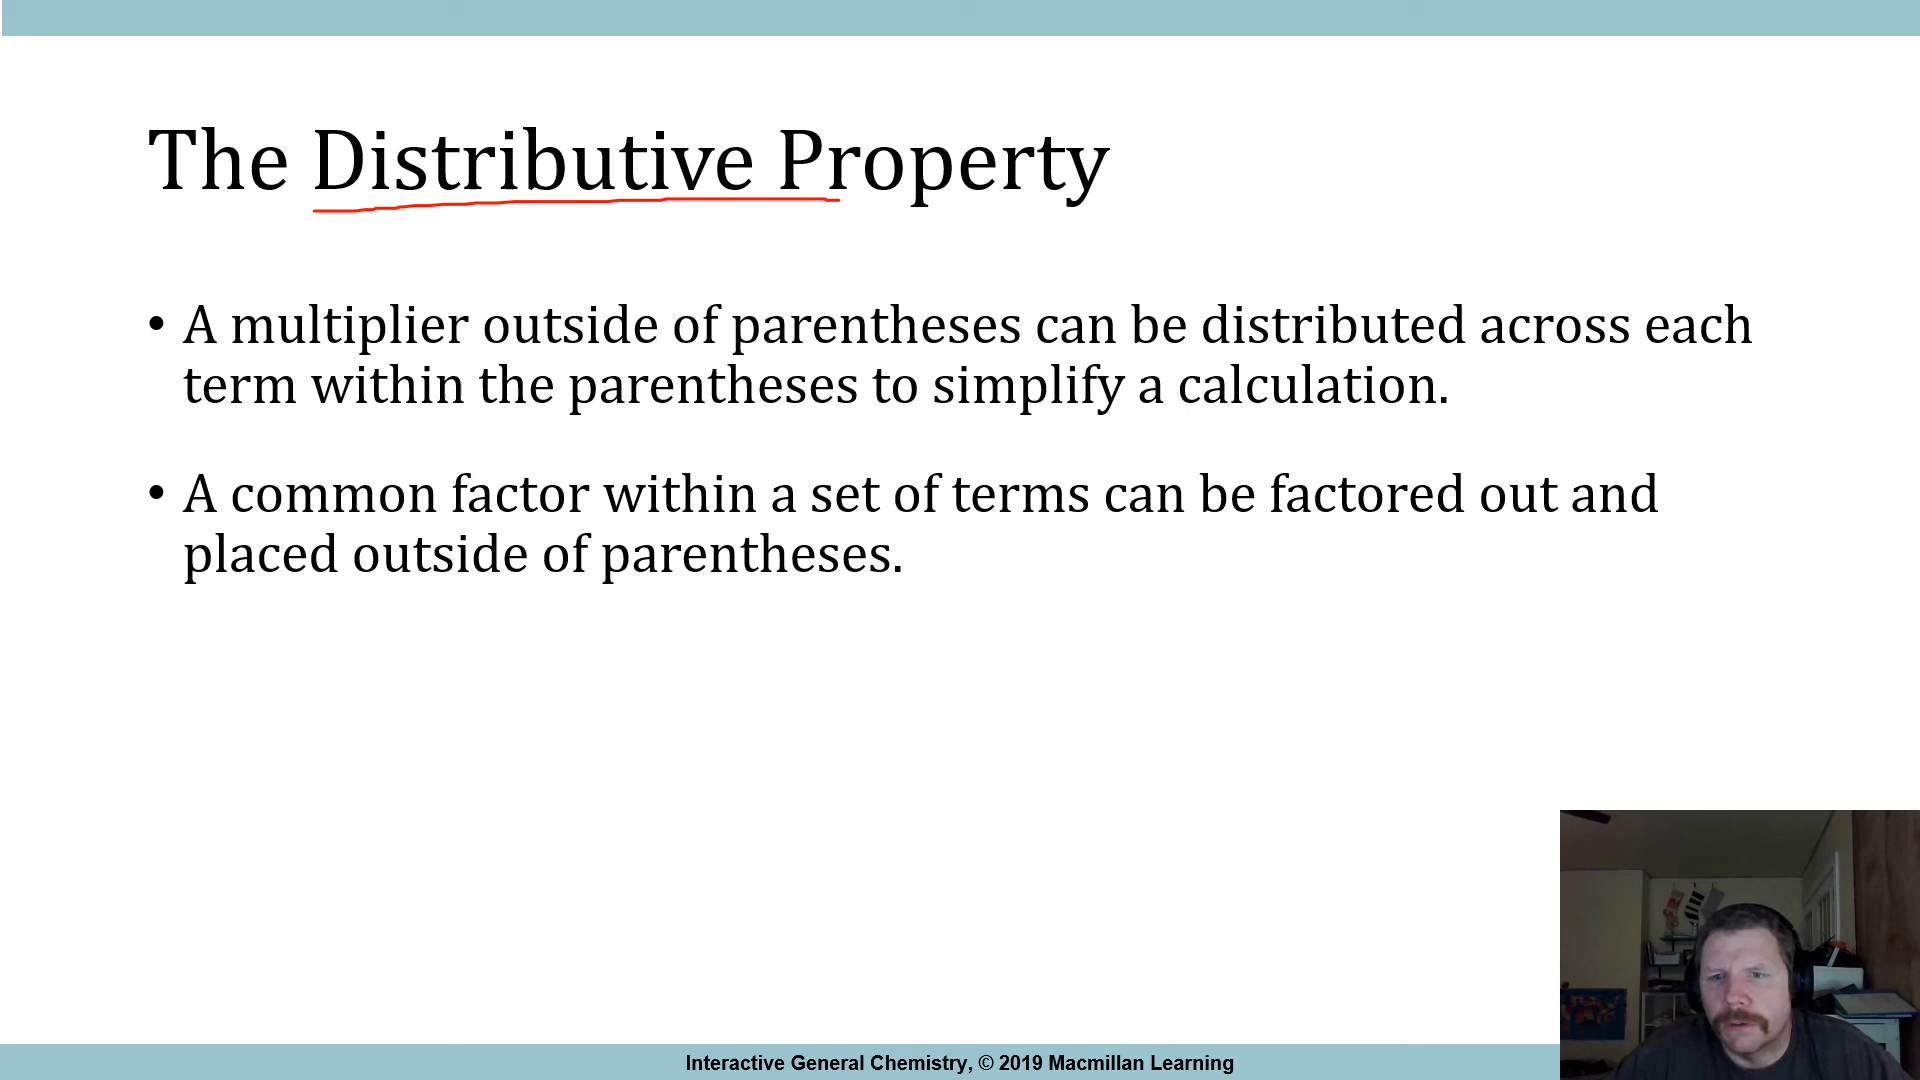 The Distributive Property
• A multiplier outside of parentheses can be distributed across each
term within the parentheses to simplify a calculation.
• A common factor within a set of terms can be factored out and
placed outside of parentheses.
Interactive General Chemistry, © 2019 Macmillan Learning